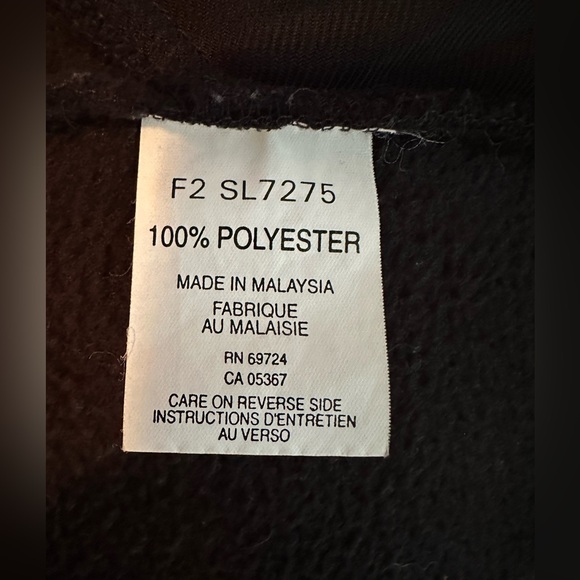 F2 SL7275
100% POLYESTER
MADE IN MALAYSIA
FABRIQUE
AU MALAISIE
RN 69724
CA 05367
CARE ON REVERSE SIDE
INSTRUCTIONS D'ENTRETIEN
AU VERSO